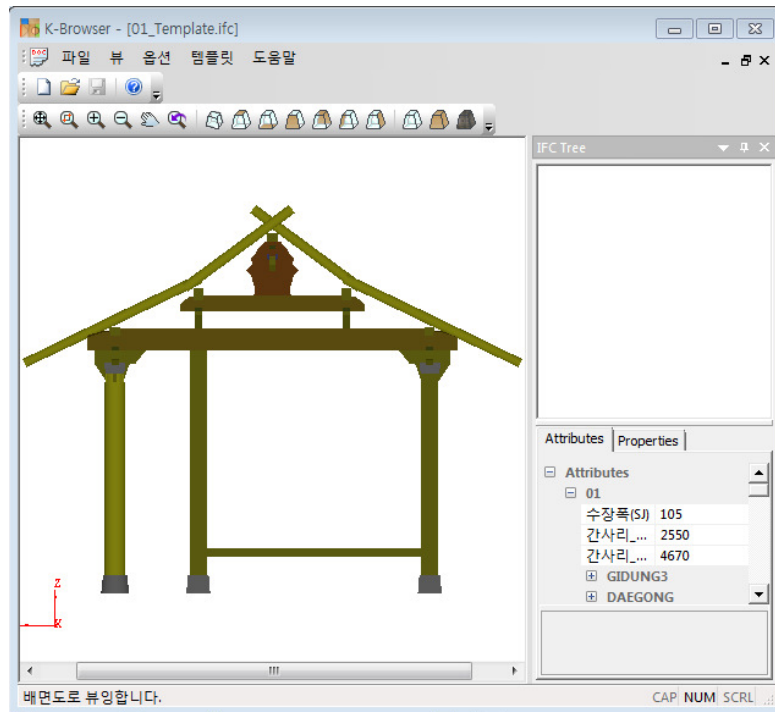 K-Browser - [01_Template.ifc]
DOC 파일 뷰 옵션 템플릿 도움말
IFC Tree
Attributes Properties
Attributes
01
수장폭(SJ) 105
간사리_... 2550
간사리_... 4670
GIDUNG3
DAEGONG
Z
배면도로 뷰잉합니다.
CAP NUM SCRL